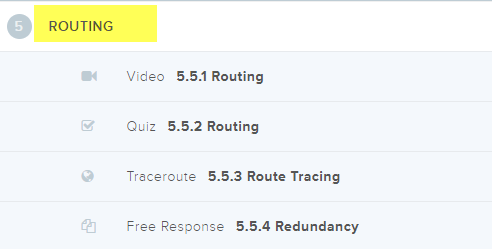 5 ROUTING
Video 5.5.1 Routing
Quiz 5.5.2 Routing
Traceroute 5.5.3 Route Tracing
Free Response 5.5.4 Redundancy